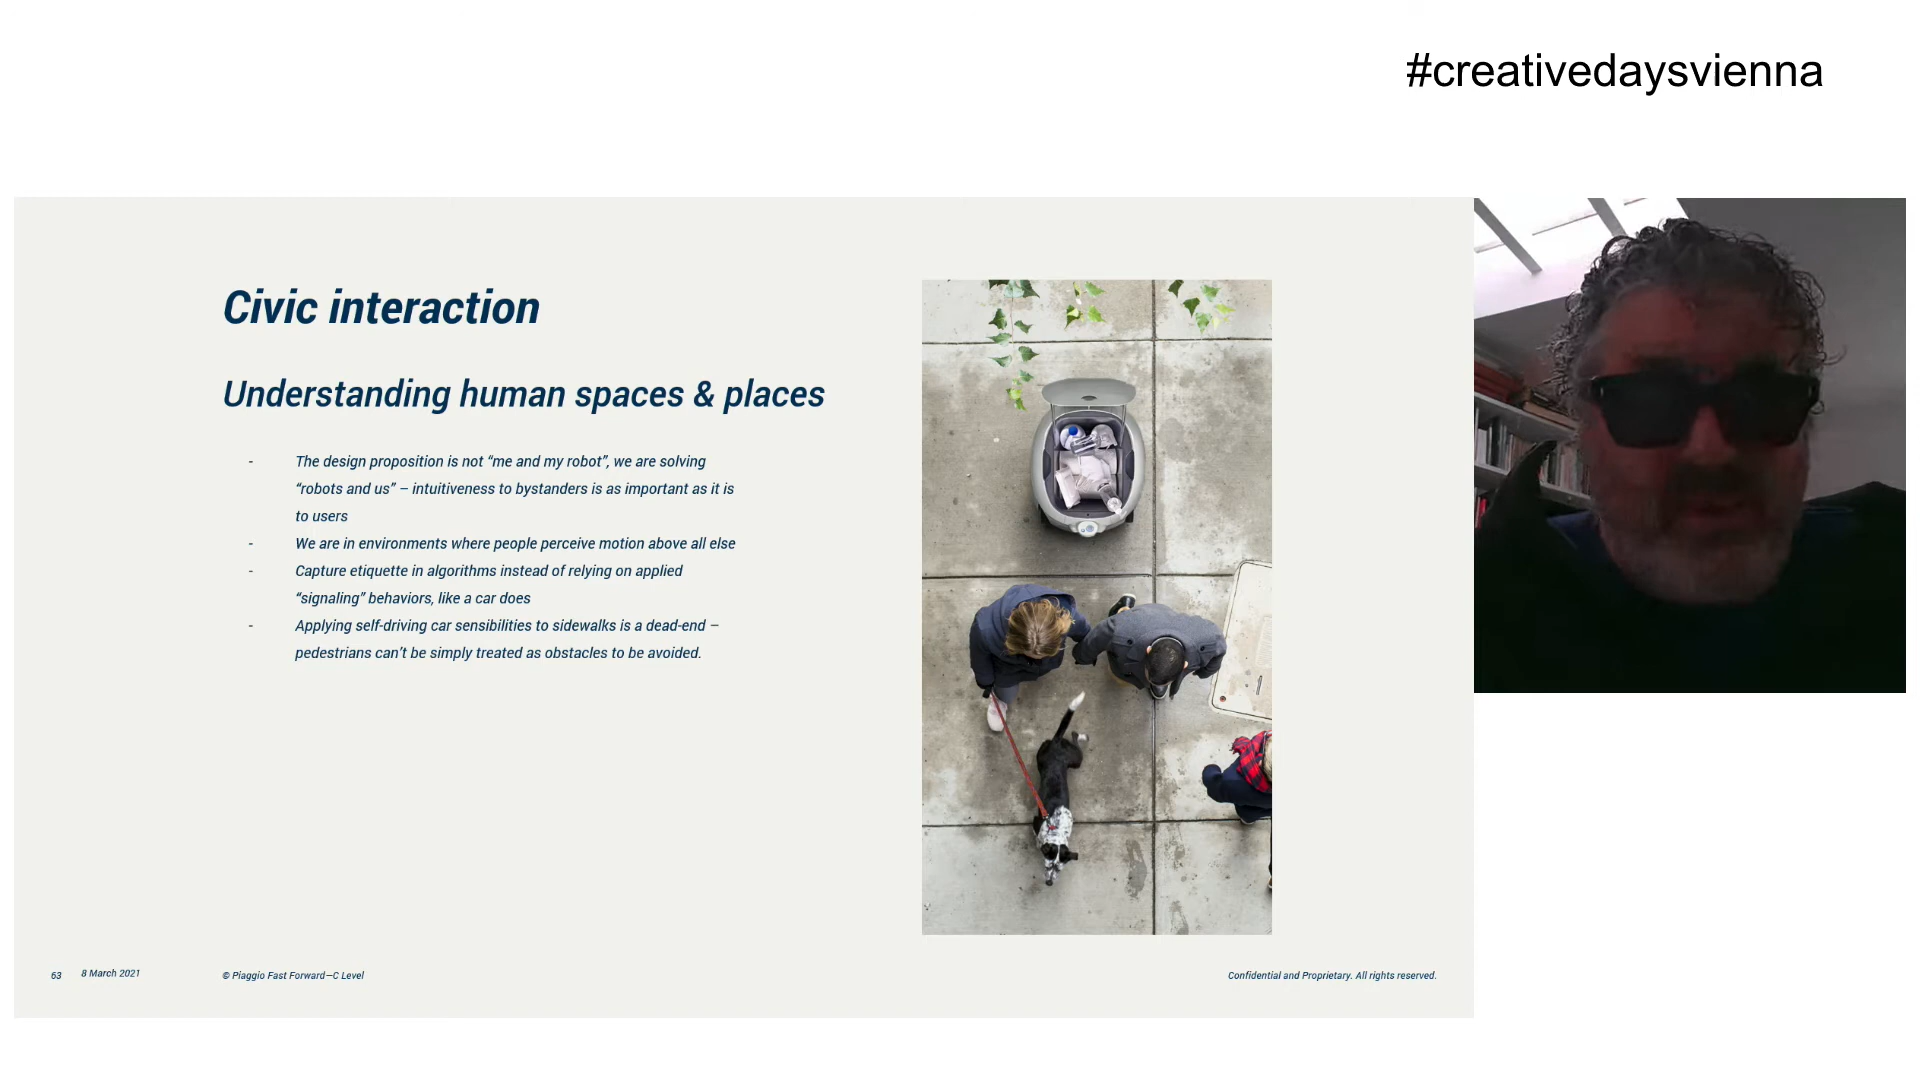 #creativedaysvienna
Civic interaction
Understanding human spaces & places
- The design proposition is not “me and my robot”, we are solving
“robots and us” – intuitiveness to bystanders is as important as it is
to users
- We are in environments where people perceive motion above all else
- Capture etiquette in algorithms instead of relying on applied
“signaling” behaviors, like a car does
- Applying self-driving car sensibilities to sidewalks is a dead-end –
pedestrians can’t be simply treated as obstacles to be avoided.
63 8 March 2021 © Piaggio Fast Forward—C Level Confidential and Proprietary. All rights reserved.